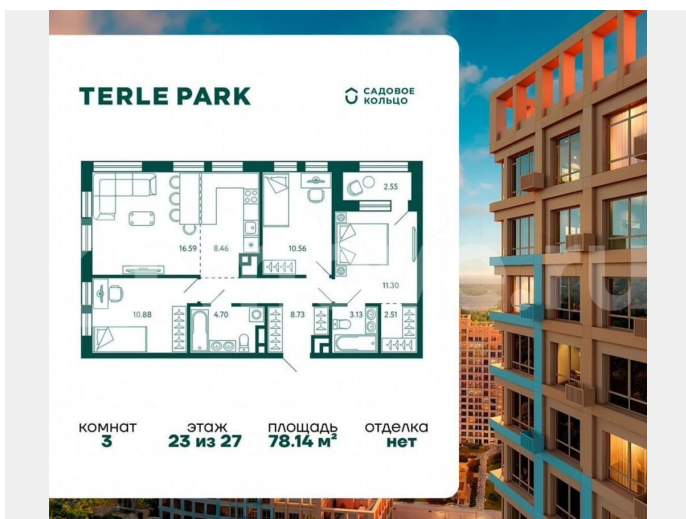 TERLE PARK
САДОВОЕ
КОЛЬЦО
2.55
16.59
8.46
10.56
11.30
10.88
4.70
8.73
3.13
2.51
комнат
3
этаж
23 из 27
площадь
78.14 м²
отделка
нет